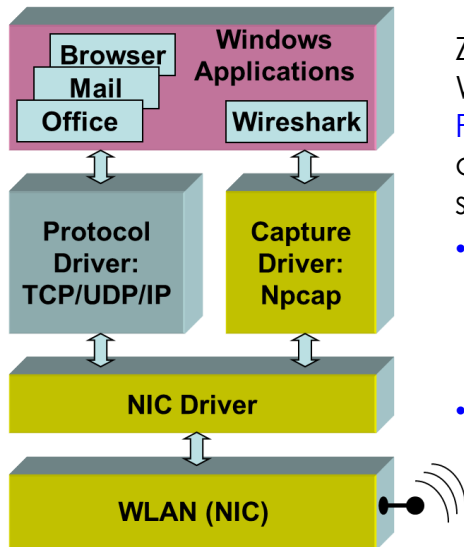 Windows
Applications
Browser
Mail
Office
Wireshark
Protocol
Driver:
TCP/UDP/IP
Capture
Driver:
Npcap
NIC Driver
WLAN (NIC)